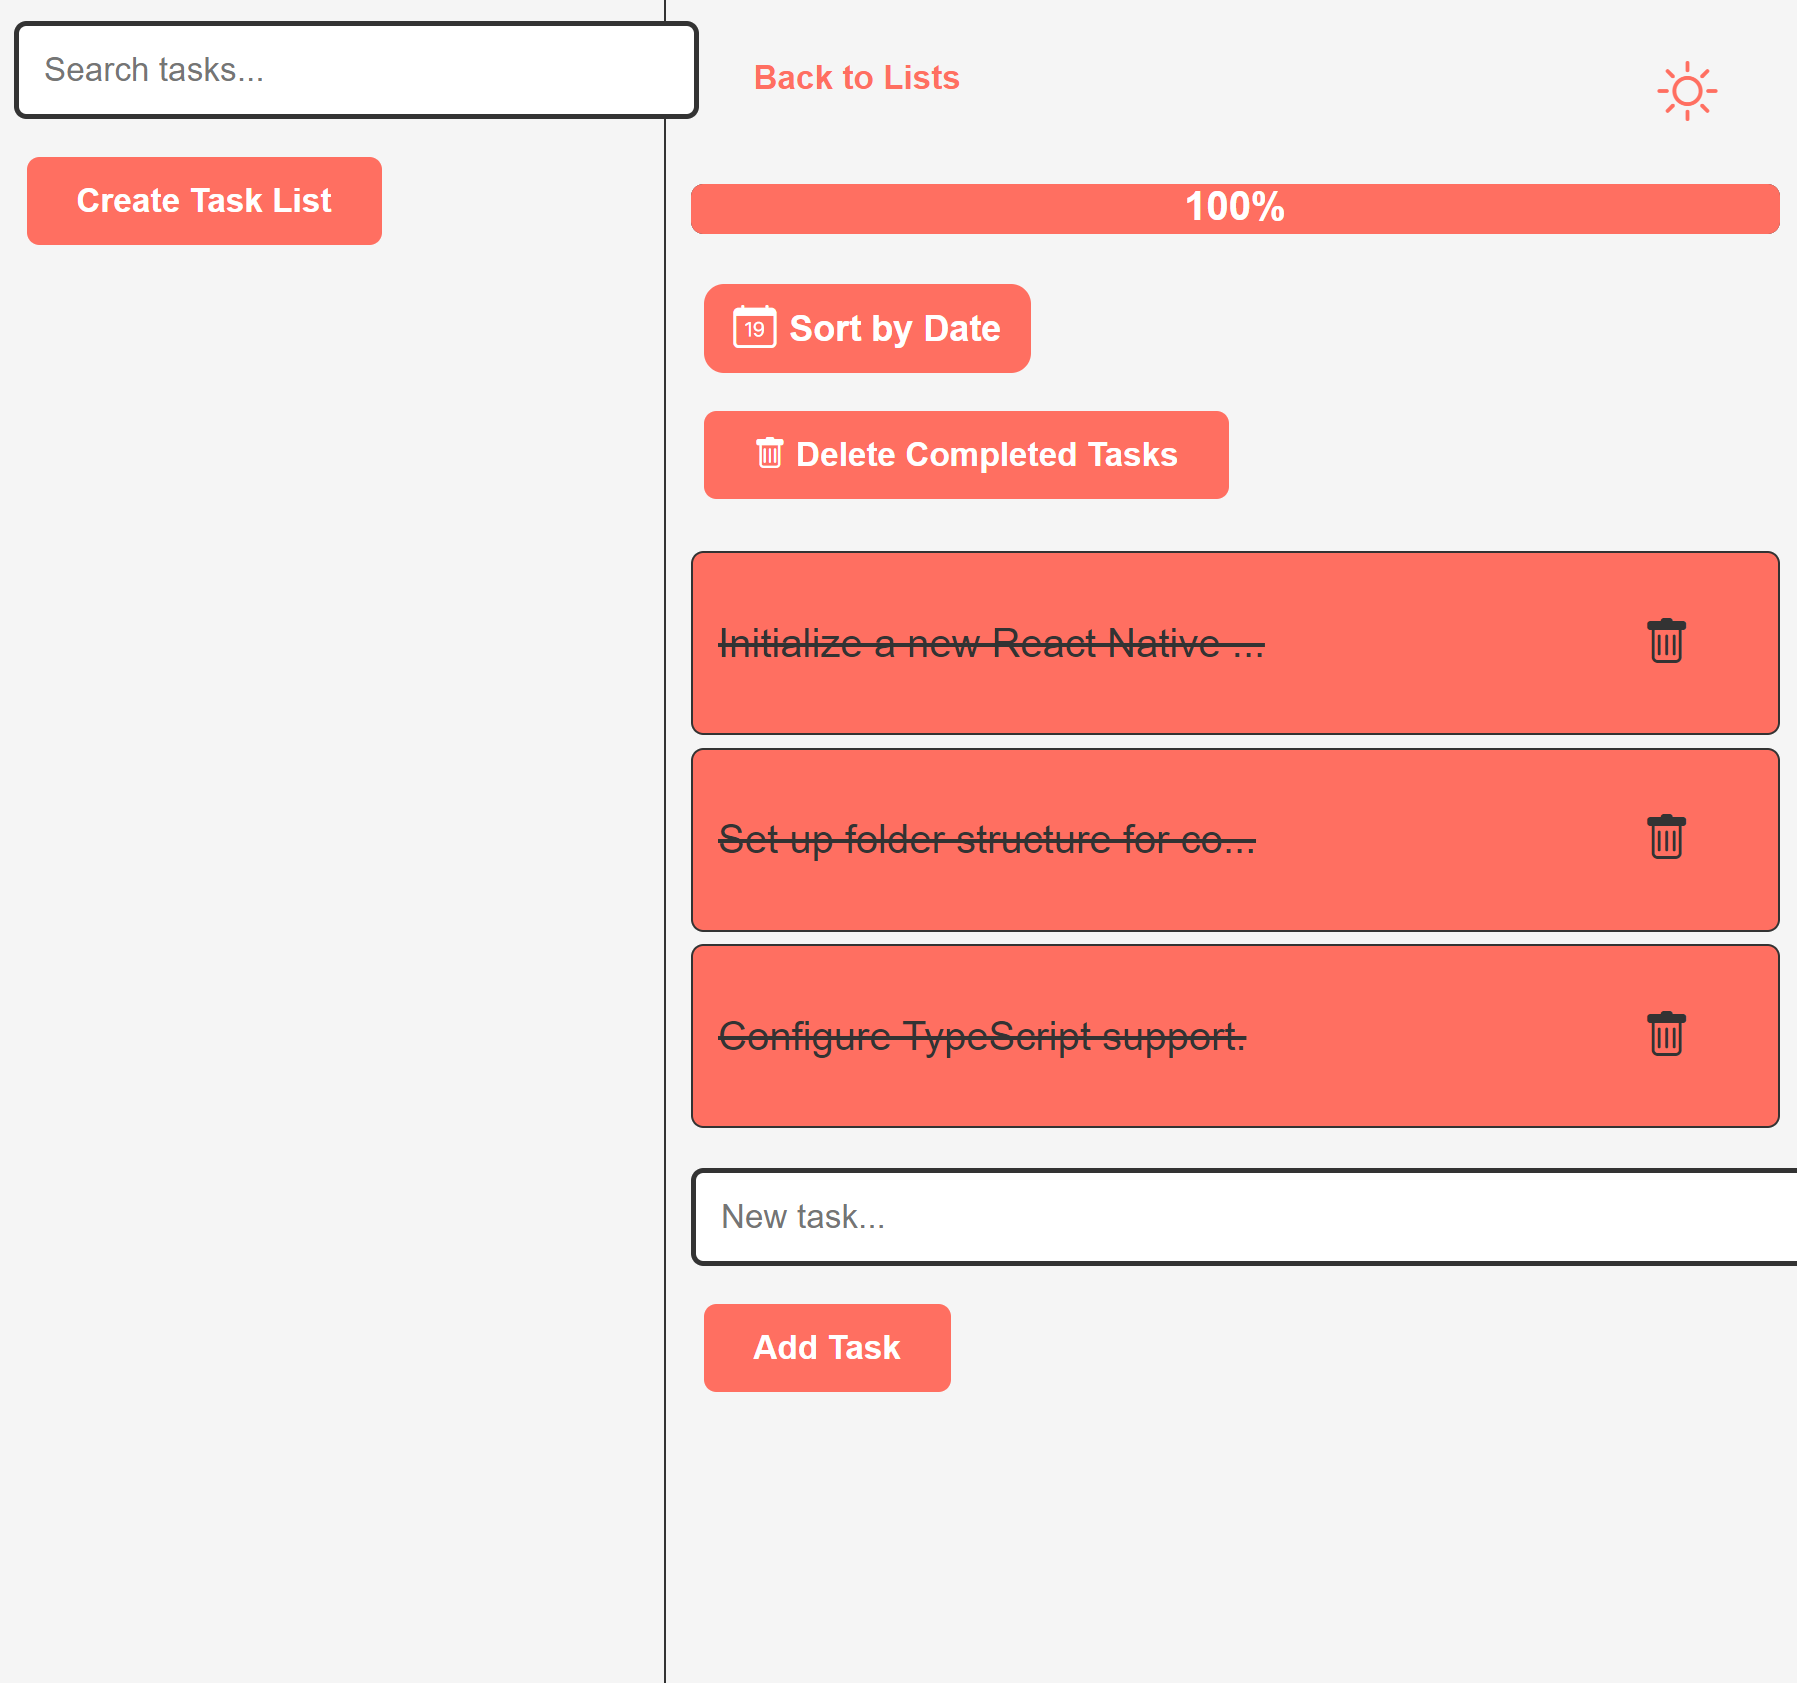 Search tasks...
Create Task List
Back to Lists
100%
19 Sort by Date
Delete Completed Tasks
Initialize a new React Native ...
Set up folder structure for co...
Configure TypeScript support.
New task...
Add Task